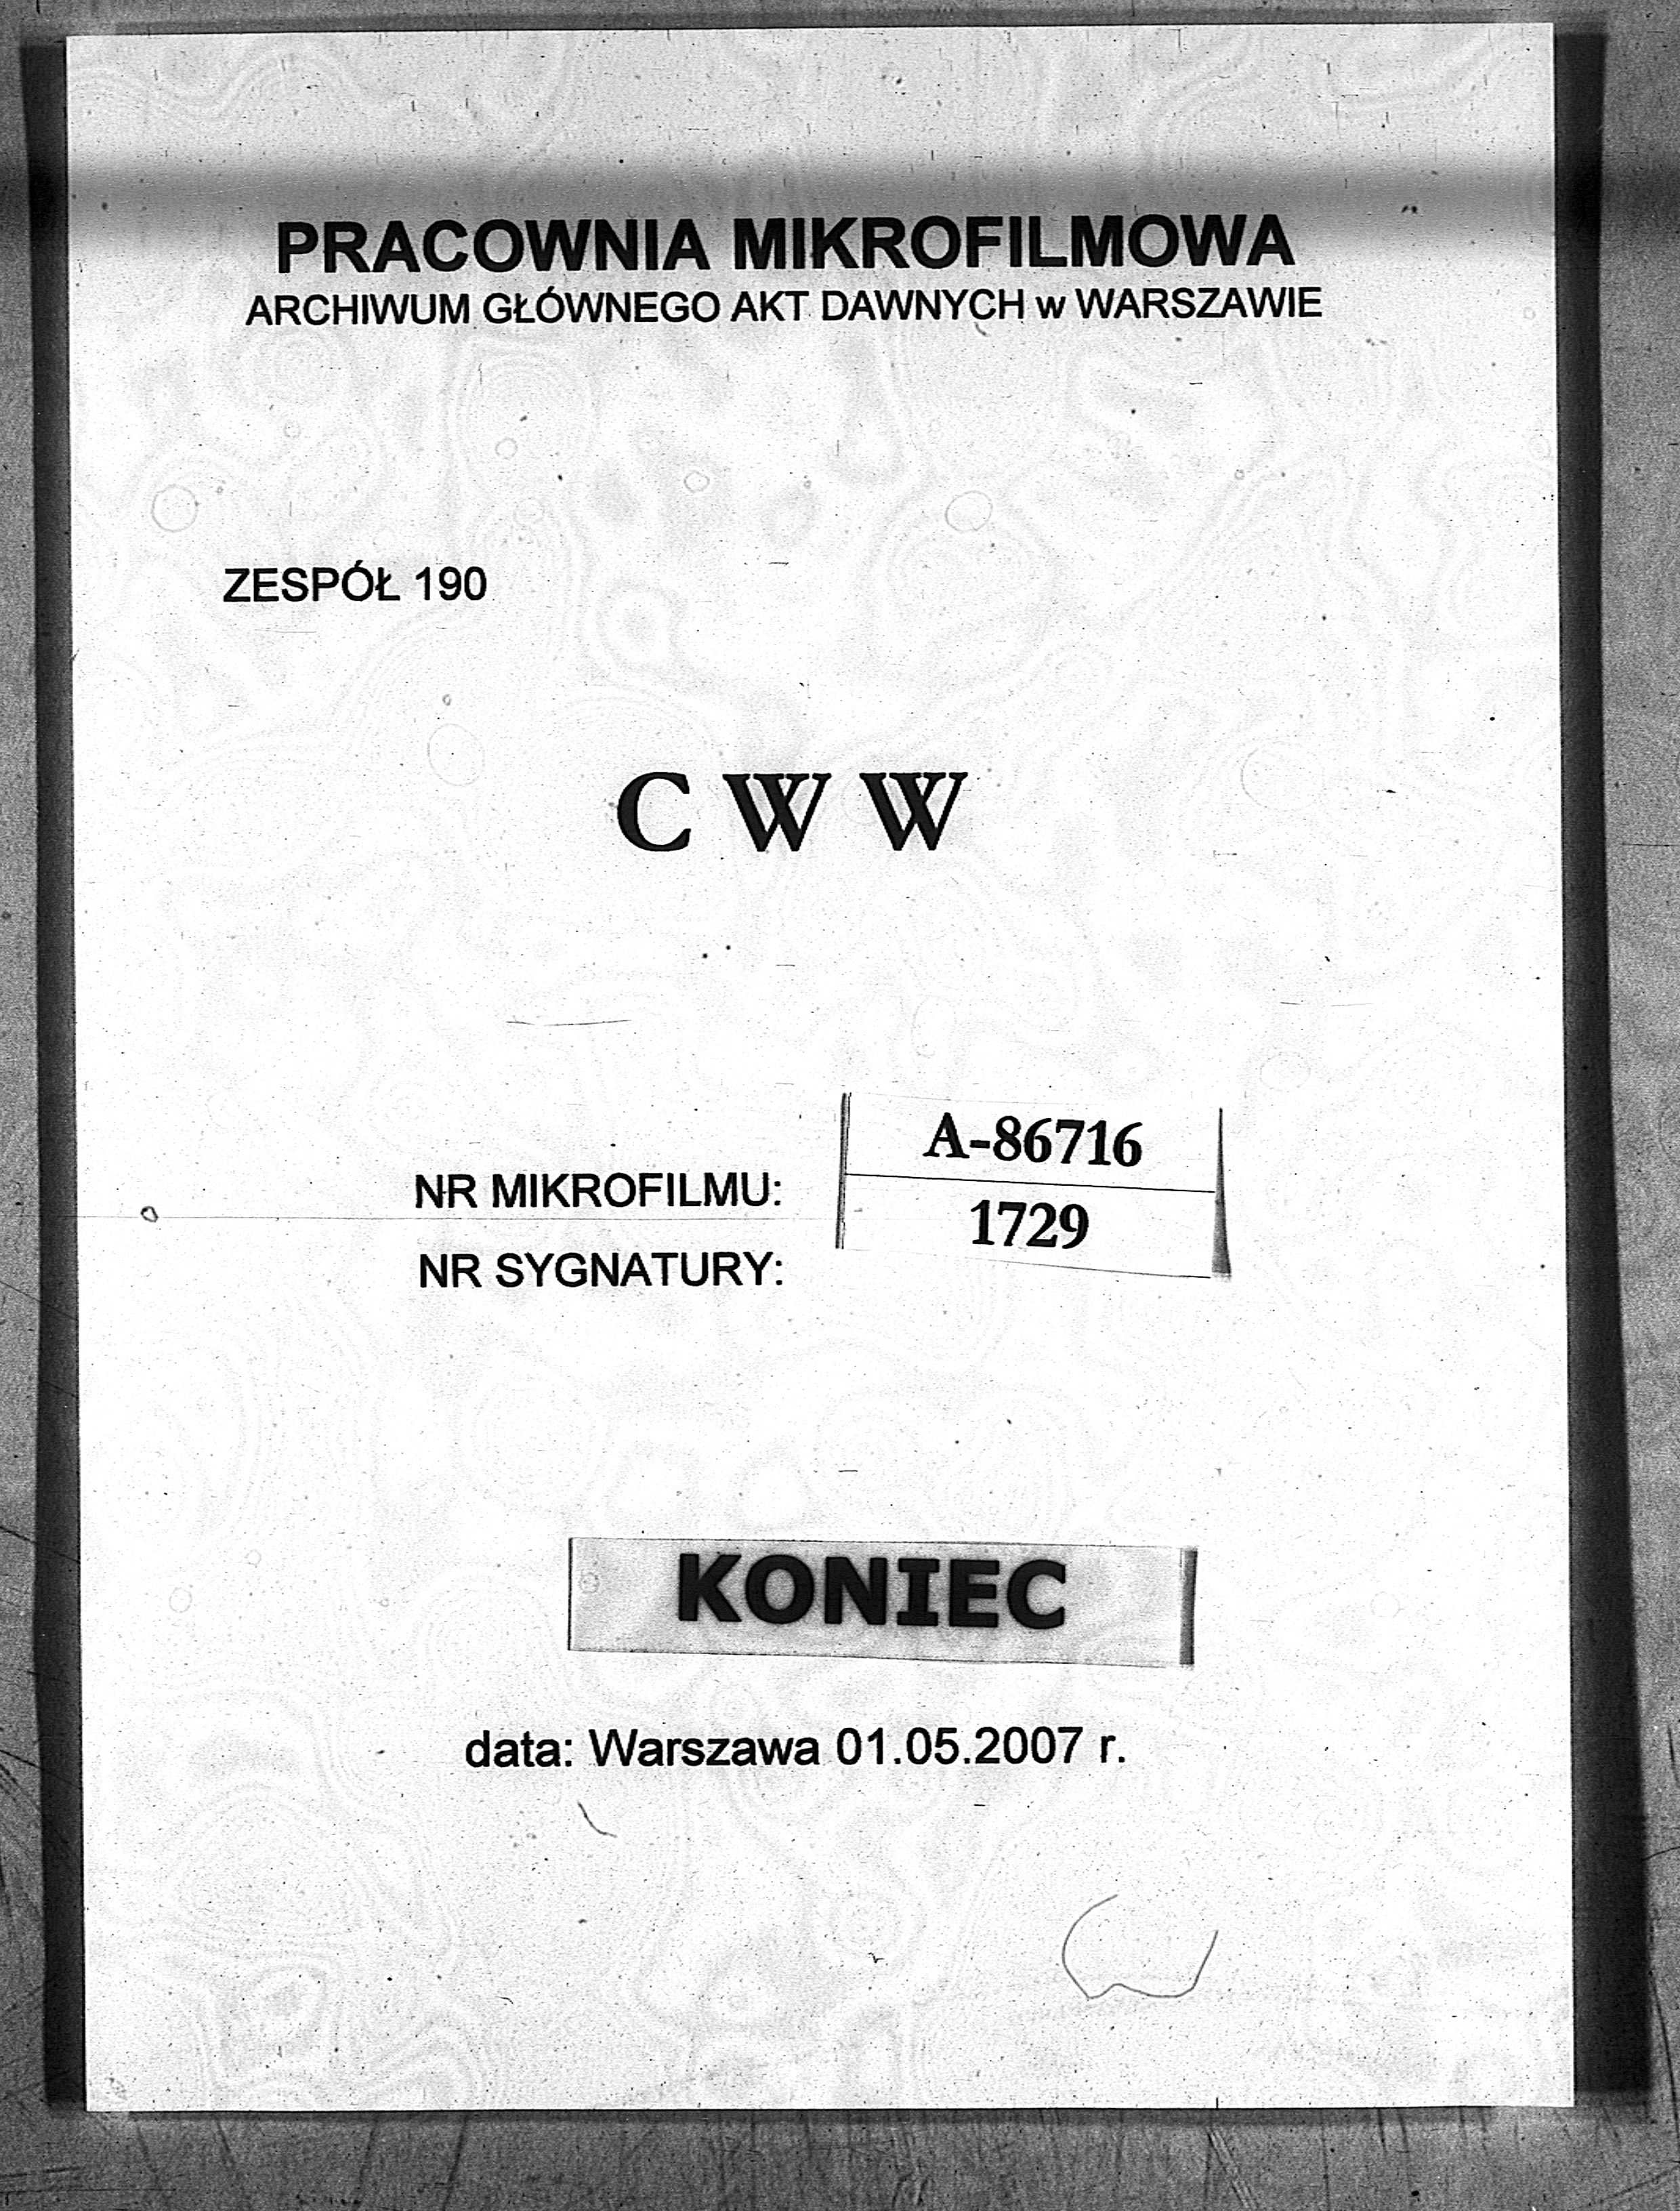 PRACOWNIA MIKROFILMOWA
ARCHIWUM GŁÓWNEGO AKT DAWNYCH w WARSZAWIE
ZESPÓŁ 190
C W W
NR MIKROFILMU: A-86716
NR SYGNATURY: 1729
KONIEC
data: Warszawa 01.05.2007 r.